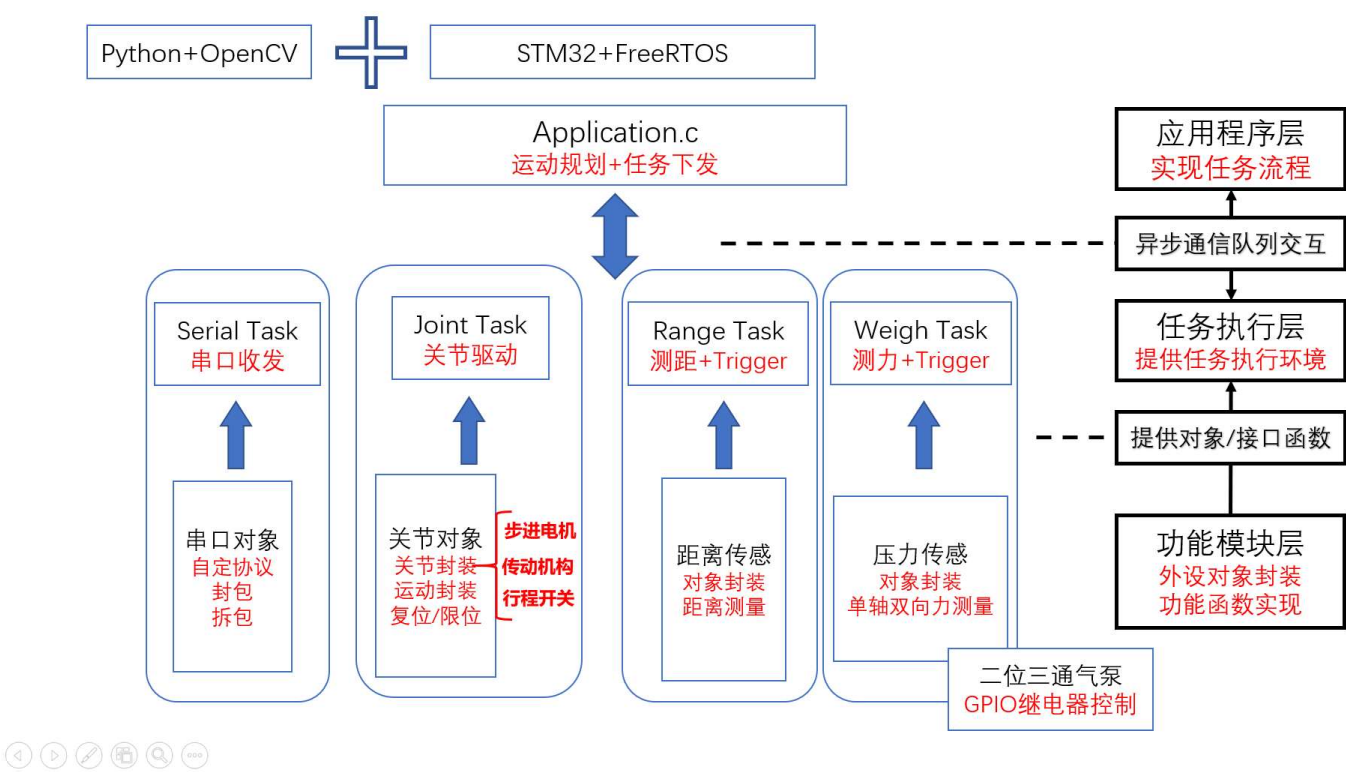 Python+OpenCV
STM32+FreeRTOS
Application.c
运动规划+任务下发
Serial Task
串口收发
Joint Task
关节驱动
Range Task
测距+Trigger
Weigh Task
测力+Trigger
串口对象
自定协议
封包
拆包
关节对象
关节封装
运动封装
复位/限位
步进电机
传动机构
行程开关
距离传感
对象封装
距离测量
压力传感
对象封装
单轴双向力测量
二位三通气泵
GPIO继电器控制
应用程序层
实现任务流程
异步通信队列交互
任务执行层
提供任务执行环境
提供对象/接口函数
功能模块层
外设对象封装
功能函数实现